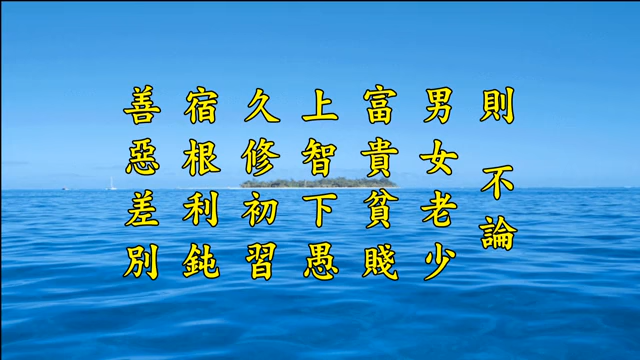 則不論
男女老少
富貴貧賤
上智下愚
久修初習
宿根利鈍
善惡差別